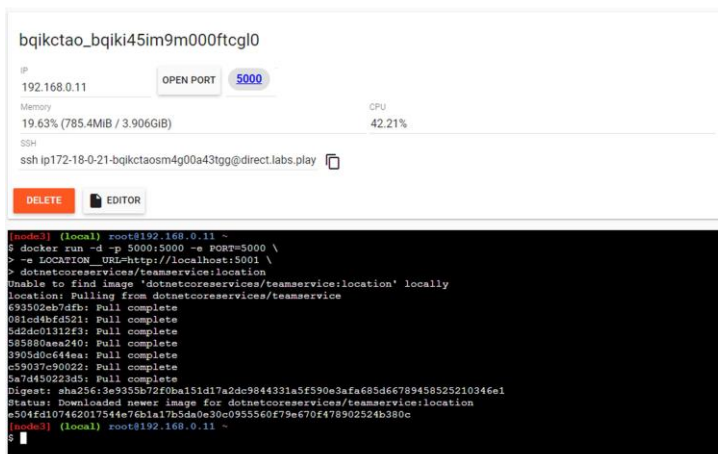 bqikctao_bqiki45im9m000ftcgl0
IP
192.168.0.11
OPEN PORT
5000
Memory
19.63% (785.4MiB / 3.906GiB)
CPU
42.21%
SSH
ssh ip172-18-0-21-bqikctaosm4g00a43tgg@direct.labs.play
DELETE
EDITOR
[node3] (local) root@192.168.0.11 ~
$ docker run -d -p 5000:5000 -e PORT=5000 \
> -e LOCATION__URL=http://localhost:5001 \
> dotnetcoreservices/teamservice:location
Unable to find image 'dotnetcoreservices/teamservice:location' locally
location: Pulling from dotnetcoreservices/teamservice
693502eb7dfb: Pull complete
081cd4bfd521: Pull complete
5d2dc01312f3: Pull complete
585880aea240: Pull complete
3905d0c644ea: Pull complete
c59037c90022: Pull complete
5a7d450223d5: Pull complete
Digest: sha256:3e9355b72f0ba151d17a2dc9844331a5f590e3afa685d66789458525210346e1
Status: Downloaded newer image for dotnetcoreservices/teamservice:location
e504fd107462017544e76b1a17b5da0e30c0955560f79e670f478902524b380c
[node3] (local) root@192.168.0.11 ~
$